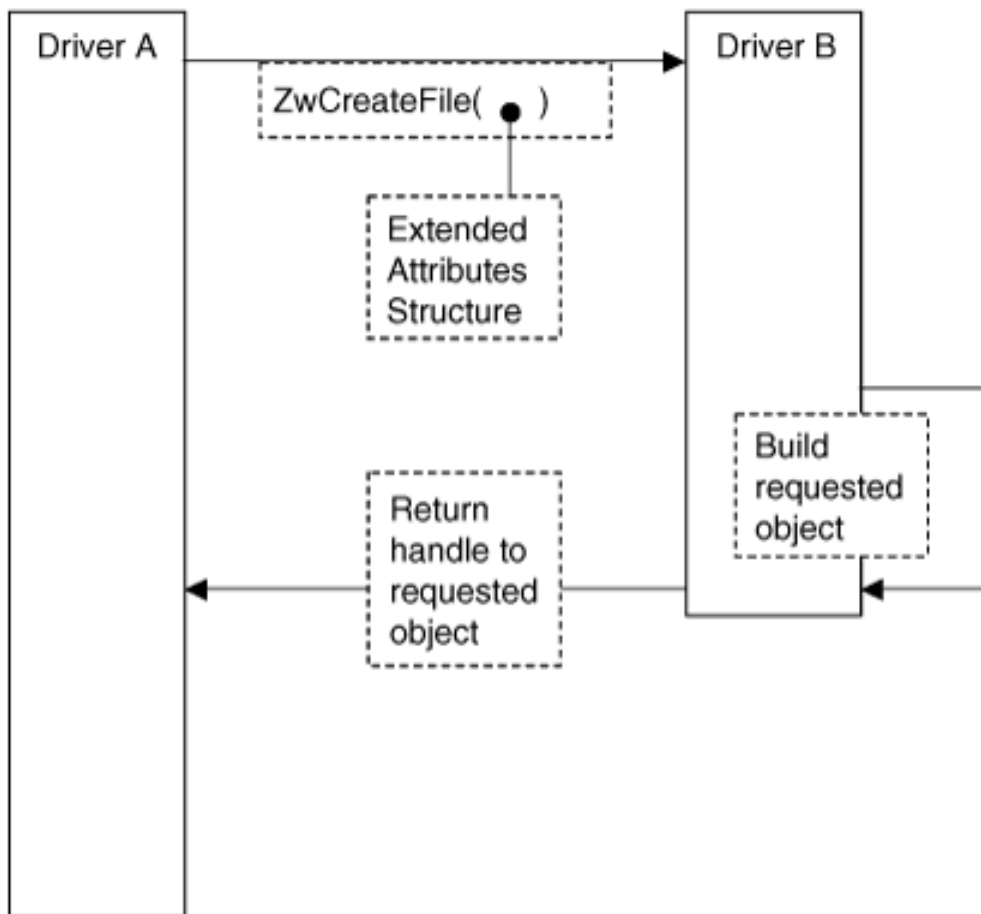 Driver A
Driver B
ZwCreateFile( )
Extended
Attributes
Structure
Build
requested
object
Return
handle to
requested
object